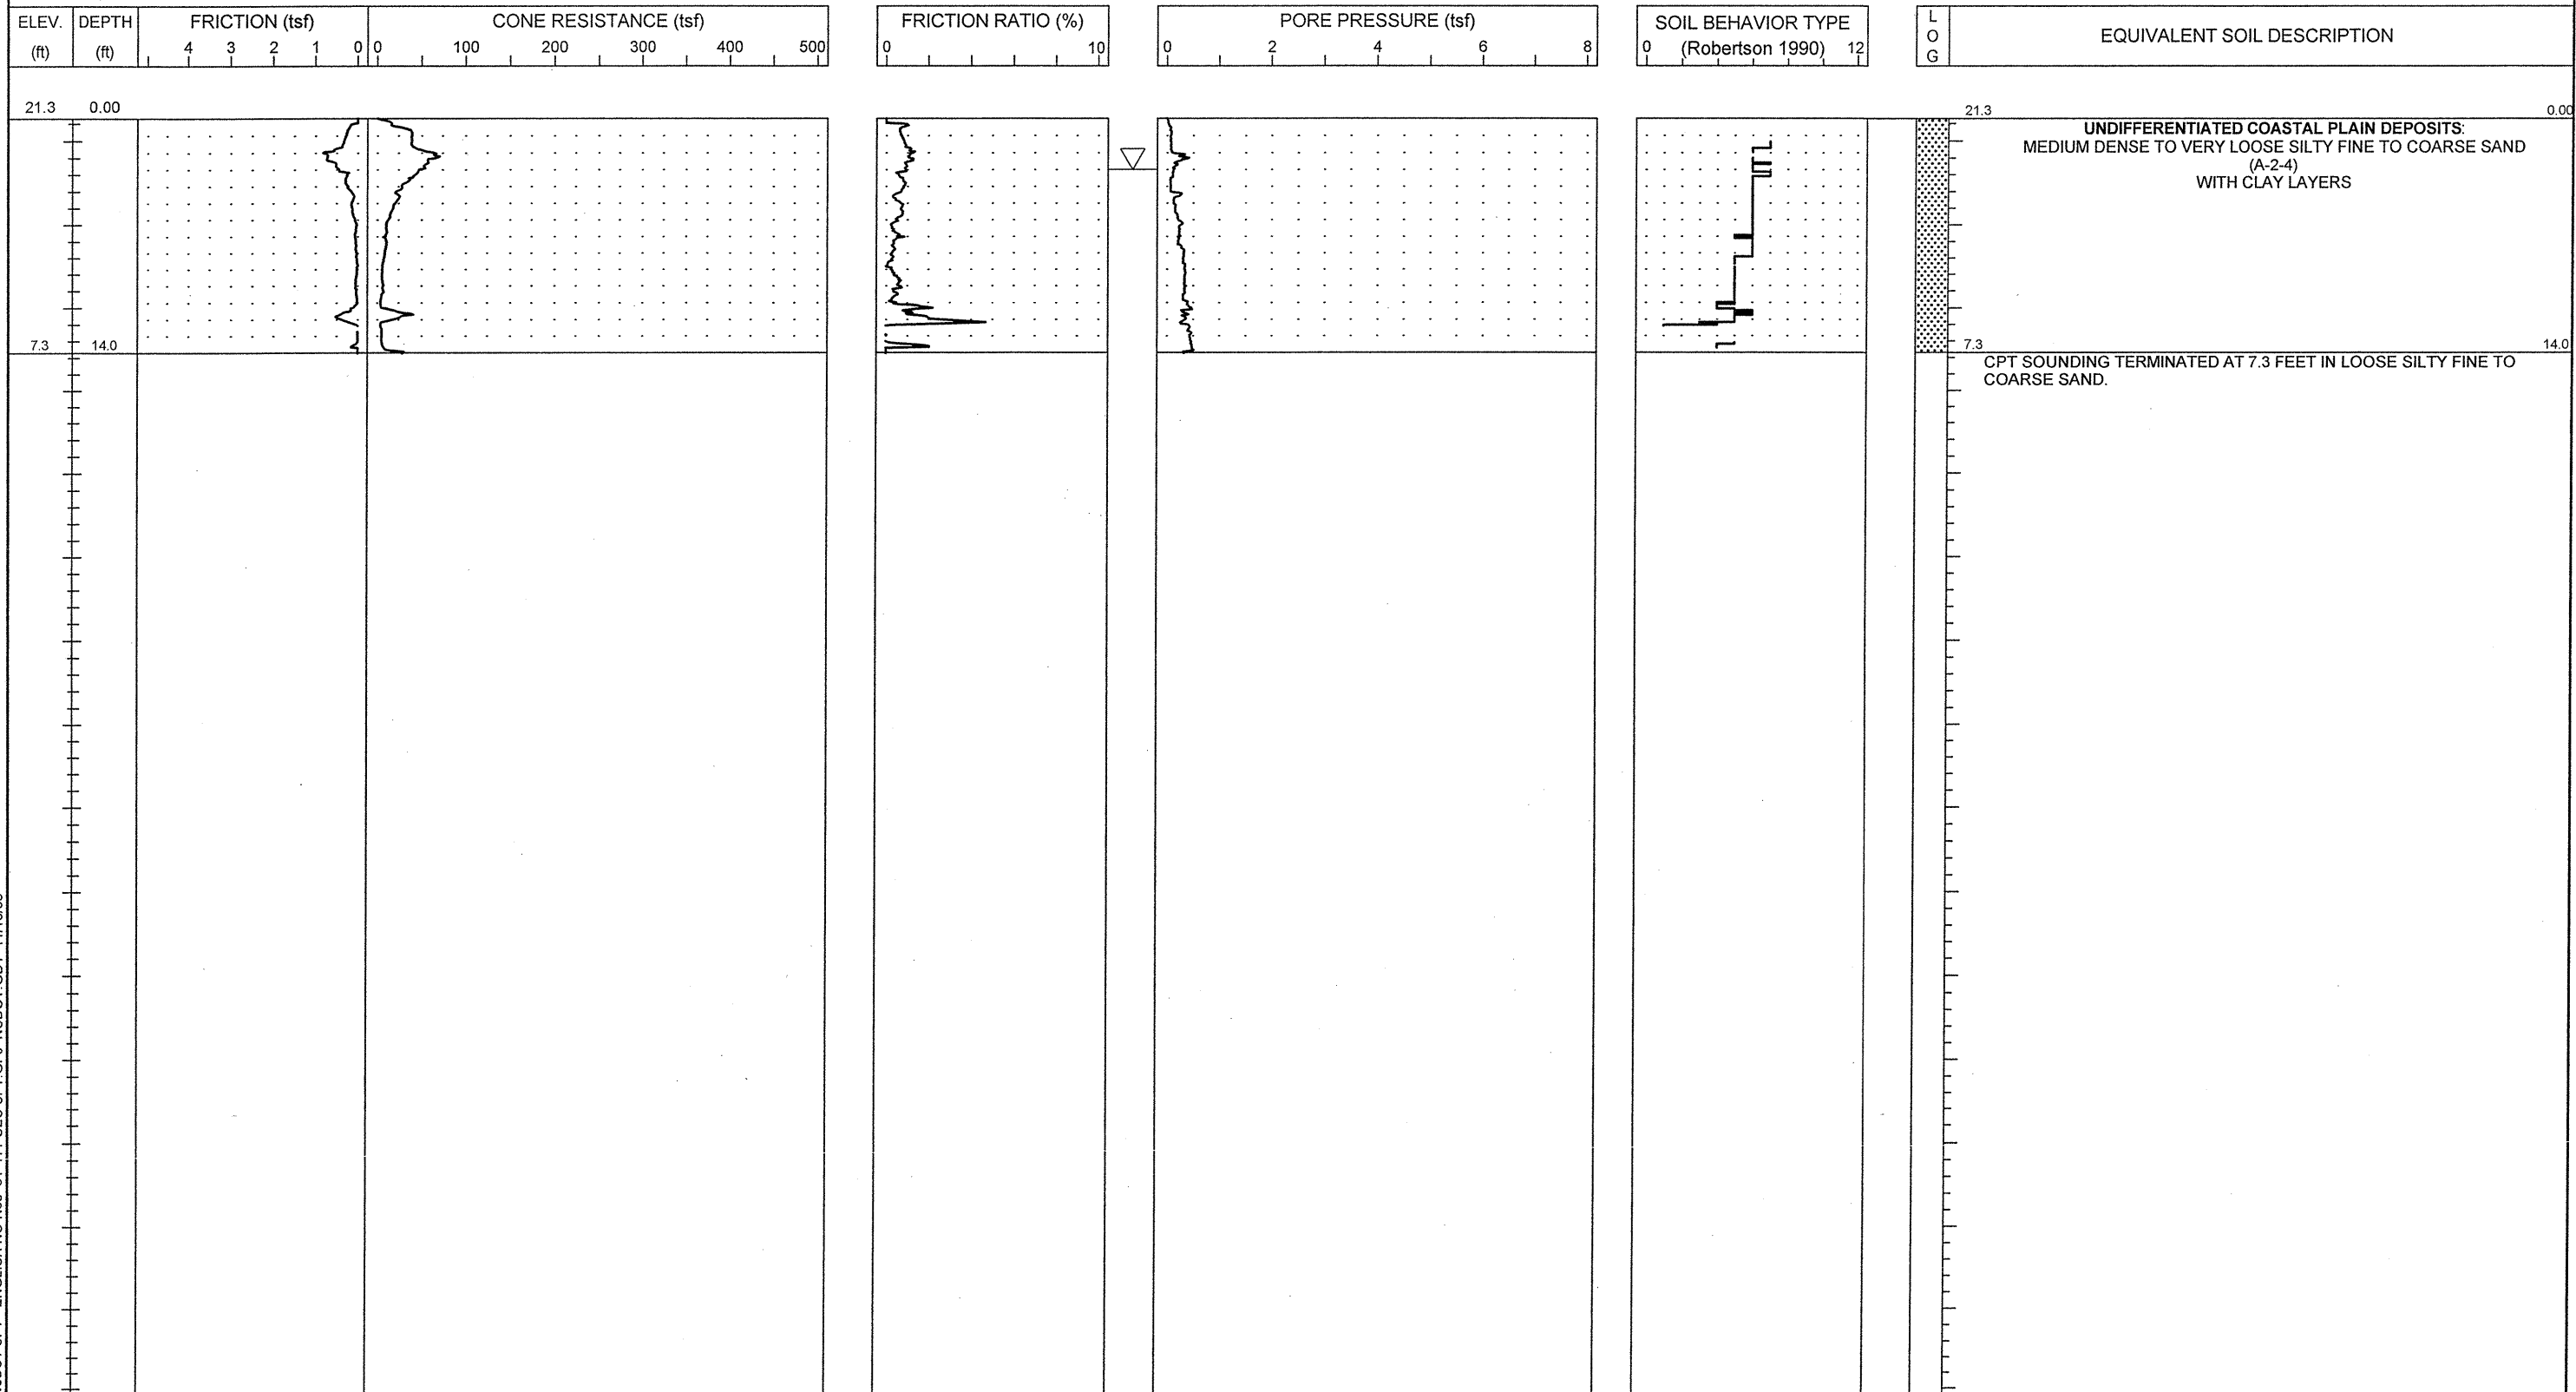 ELEV.
(ft)
DEPTH
(ft)
FRICTION (tsf)
4 3 2 1 0
CONE RESISTANCE (tsf)
0 100 200 300 400 500
FRICTION RATIO (%)
0 10
PORE PRESSURE (tsf)
0 2 4 6 8
SOIL BEHAVIOR TYPE
(Robertson 1990)
0 12
L
O
G
EQUIVALENT SOIL DESCRIPTION
21.3 0.00
21.3 0.00
UNDIFFERENTIATED COASTAL PLAIN DEPOSITS:
MEDIUM DENSE TO VERY LOOSE SILTY FINE TO COARSE SAND
(A-2-4)
WITH CLAY LAYERS
7.3 14.0
7.3 14.0
CPT SOUNDING TERMINATED AT 7.3 FEET IN LOOSE SILTY FINE TO
COARSE SAND.